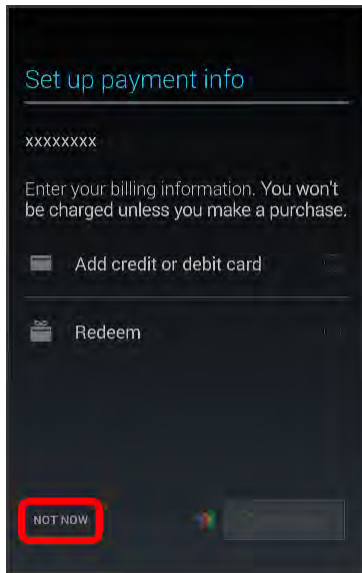 Set up payment info
xxxxxxxx
Enter your billing information. You won't
be charged unless you make a purchase.
Add credit or debit card
Redeem
NOT NOW